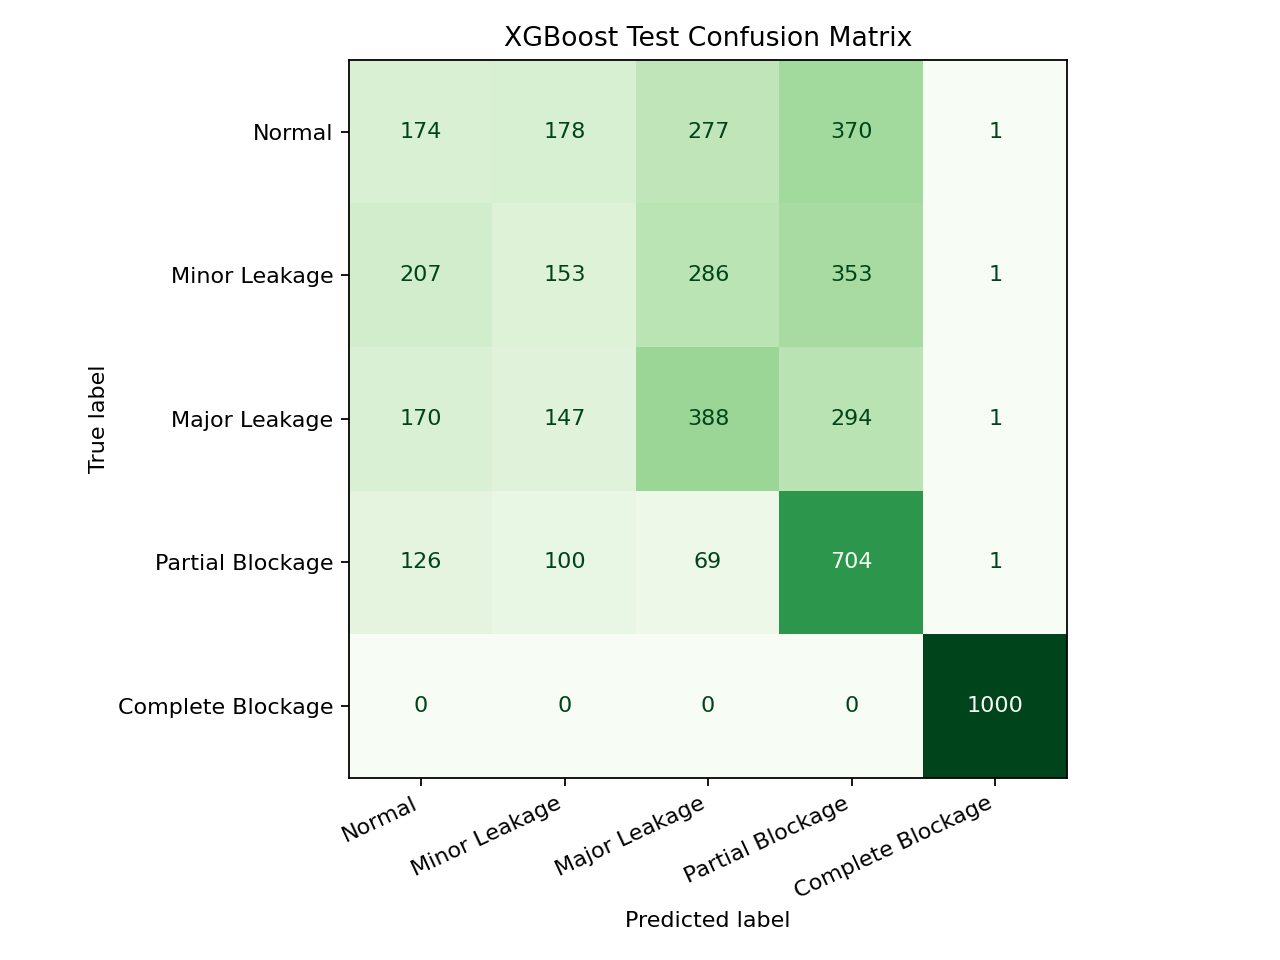 XGBoost Test Confusion Matrix
Normal 174 178 277 370 1
Minor Leakage 207 153 286 353 1
Major Leakage 170 147 388 294 1
Partial Blockage 126 100 69 704 1
Complete Blockage 0 0 0 0 1000
True label
Normal Minor Leakage Major Leakage Partial Blockage Complete Blockage
Predicted label